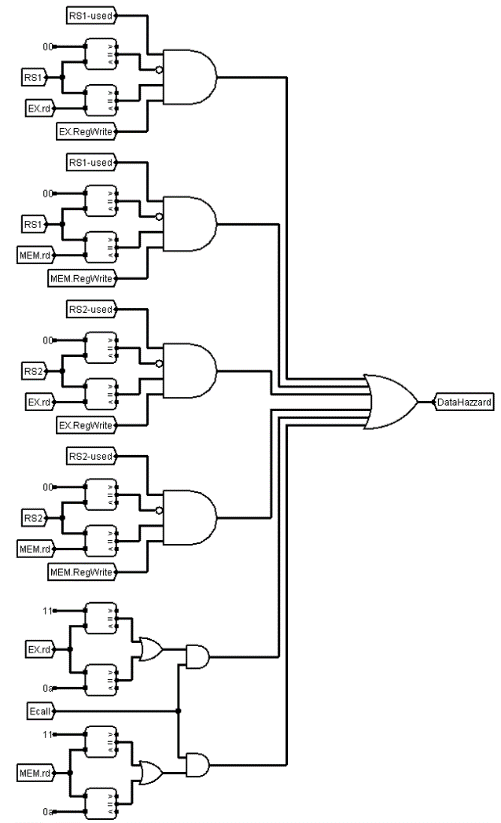 RS1-used
00
RS1
EX.rd
EX.RegWrite
RS1-used
00
RS1
MEM.rd
MEM.RegWrite
RS2-used
00
RS2
EX.rd
EX.RegWrite
DataHazzard
RS2-used
00
RS2
MEM.rd
MEM.RegWrite
11
EX.rd
0a
Ecall
11
MEM.rd
0a